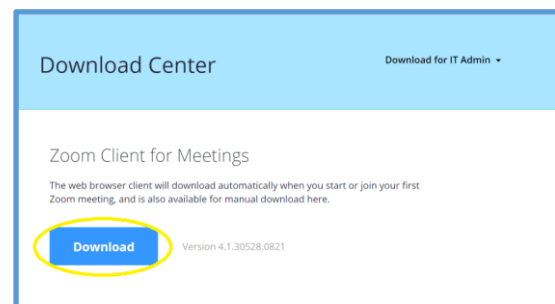 Download Center
Download for IT Admin
Zoom Client for Meetings
The web browser client will download automatically when you start or join your first
Zoom meeting, and is also available for manual download here.
Download
Version 4.1.30528.0821